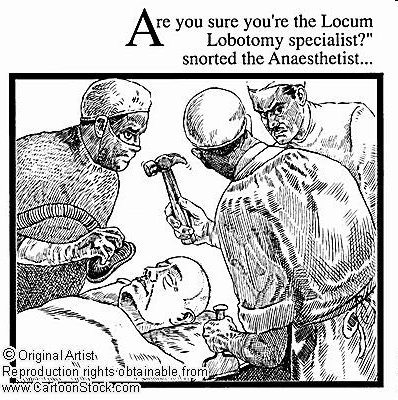 Are you sure you're the Locum
Lobotomy specialist?"
snorted the Anaesthetist...
© Original Artist
Reproduction rights obtainable from
www.CartoonStock.com